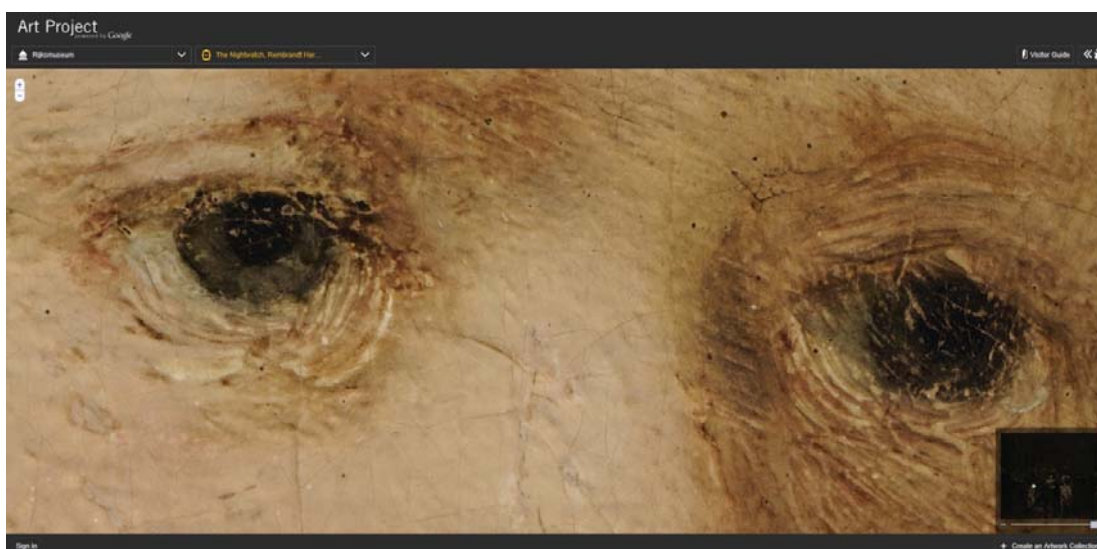 Art Project
powered by Google
Rijksmuseum
The Nightwatch, Rembrandt Har...
Visitor Guide
+
-
Sign in
+ Create an Artwork Collection